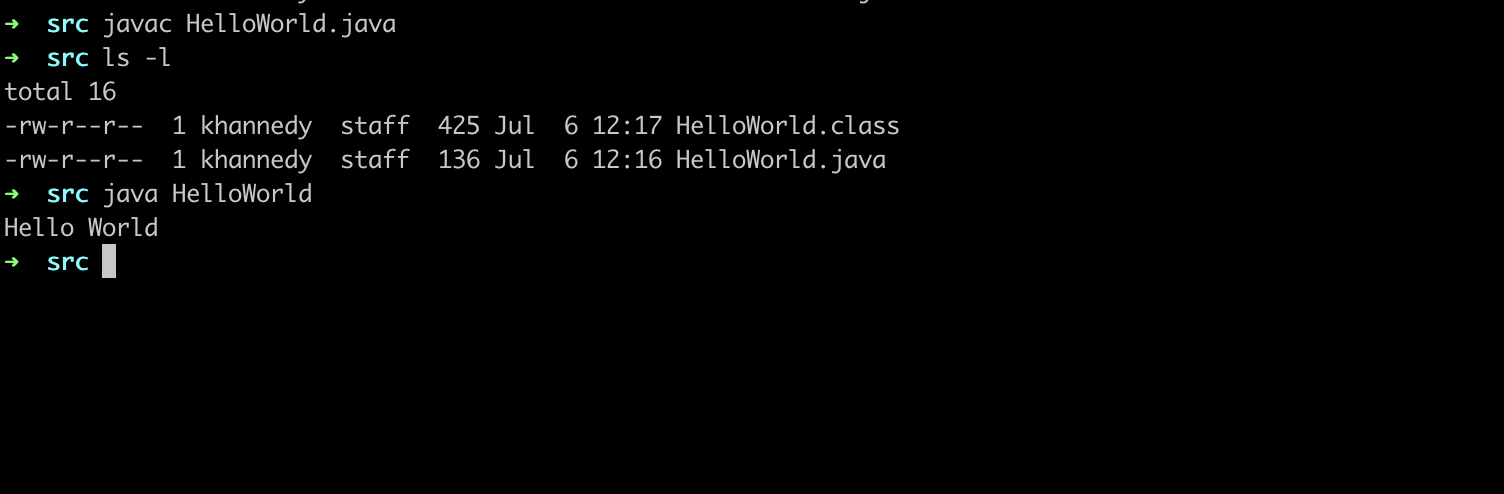 ➜  src javac HelloWorld.java
➜  src ls -l
total 16
-rw-r--r--  1 khannedy  staff  425 Jul  6 12:17 HelloWorld.class
-rw-r--r--  1 khannedy  staff  136 Jul  6 12:16 HelloWorld.java
➜  src java HelloWorld
Hello World
➜  src